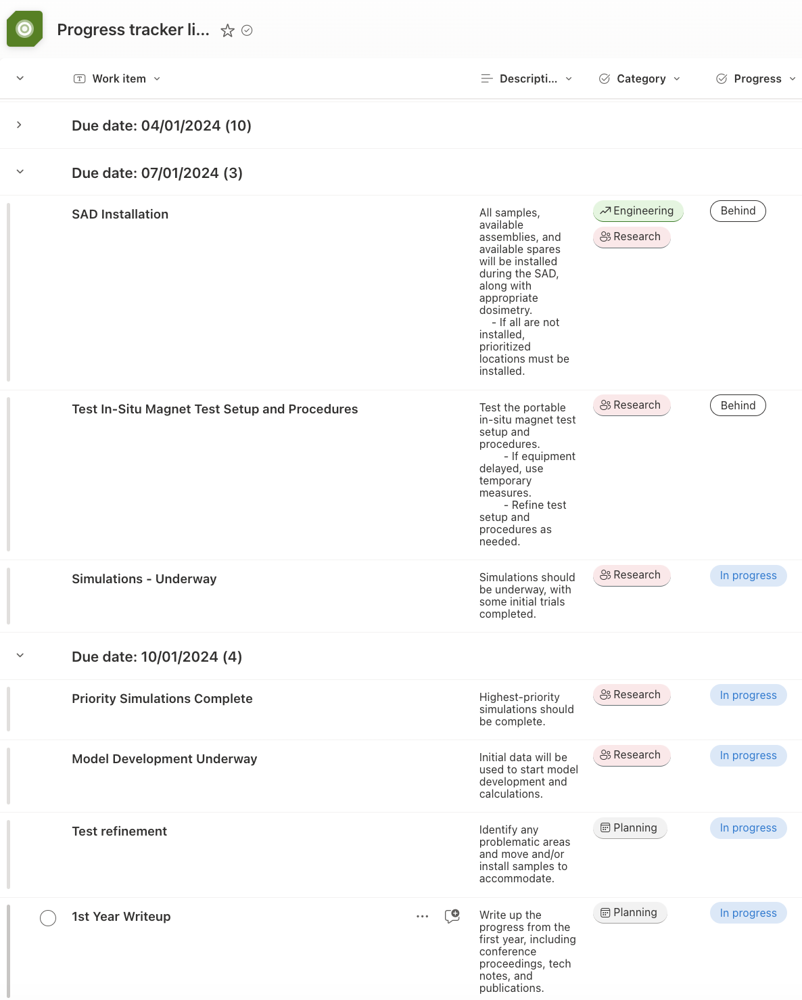 Progress tracker li...
Work item
Descripti...
Category
Progress
Due date: 04/01/2024 (10)
Due date: 07/01/2024 (3)
SAD Installation
All samples,
available
assemblies, and
available spares
will be installed
during the SAD,
along with
appropriate
dosimetry.
- If all are not
installed,
prioritized
locations must be
installed.
Engineering
Research
Behind
Test In-Situ Magnet Test Setup and Procedures
Test the portable
in-situ magnet test
setup and
procedures.
- If equipment
delayed, use
temporary
measures.
- Refine test
setup and
procedures as
needed.
Research
Behind
Simulations - Underway
Simulations should
be underway, with
some initial trials
completed.
Research
In progress
Due date: 10/01/2024 (4)
Priority Simulations Complete
Highest-priority
simulations should
be complete.
Research
In progress
Model Development Underway
Initial data will be
used to start model
development and
calculations.
Research
In progress
Test refinement
Identify any
problematic areas
and move and/or
install samples to
accommodate.
Planning
In progress
1st Year Writeup
Write up the
progress from the
first year, including
conference
proceedings, tech
notes, and
publications.
Planning
In progress